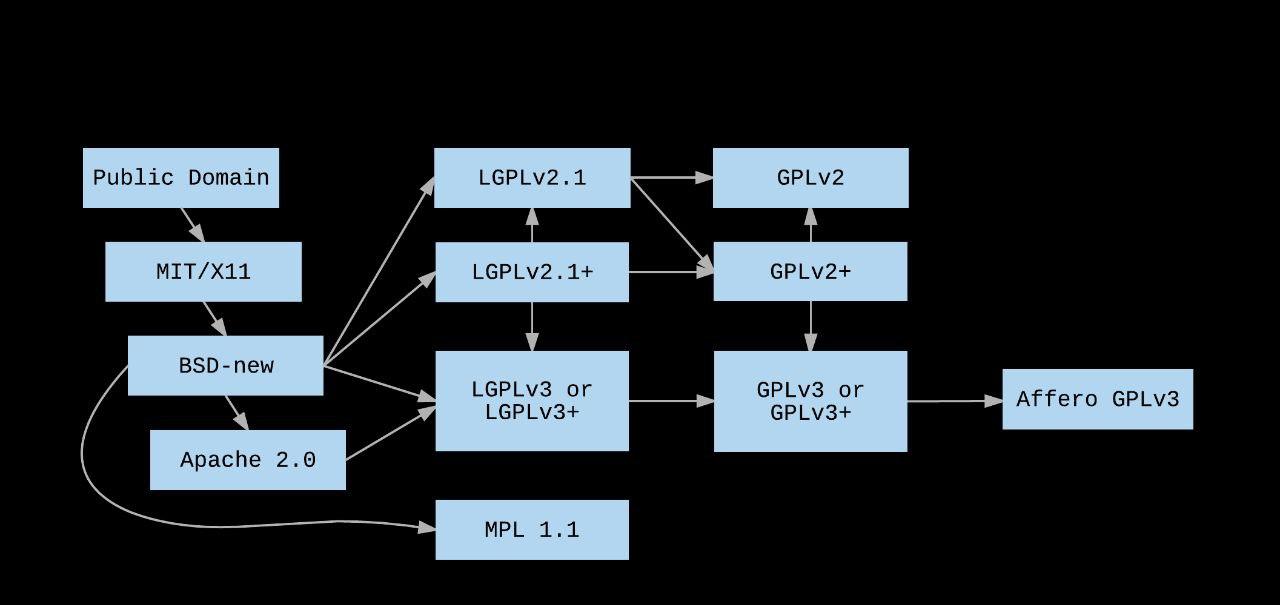 Public Domain
MIT/X11
BSD-new
Apache 2.0
LGPLv2.1
LGPLv2.1+
LGPLv3 or
LGPLv3+
MPL 1.1
GPLv2
GPLv2+
GPLv3 or
GPLv3+
Affero GPLv3